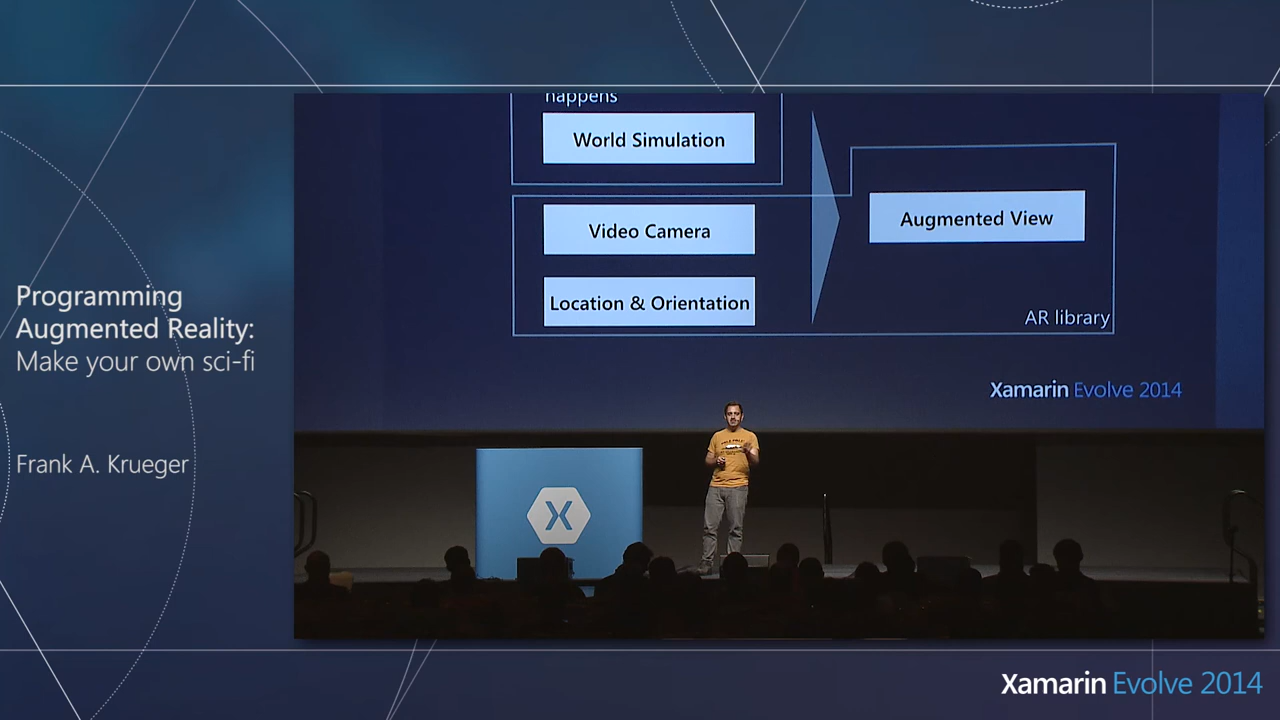 Programming
Augmented Reality:
Make your own sci-fi
Frank A. Krueger
happens
World Simulation
Video Camera
Location & Orientation
Augmented View
AR library
Xamarin Evolve 2014
Xamarin Evolve 2014